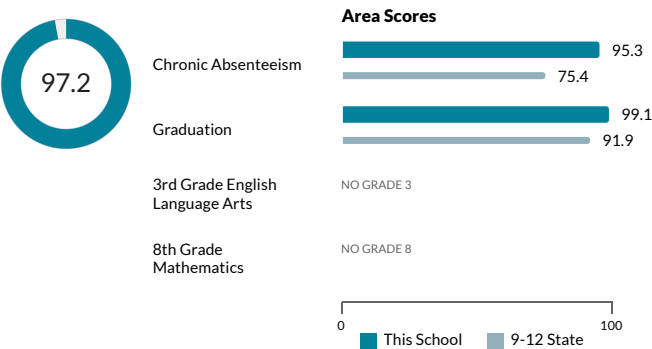 Area Scores
97.2
Chronic Absenteeism
95.3
75.4
Graduation
99.1
91.9
3rd Grade English
Language Arts
NO GRADE 3
8th Grade
Mathematics
NO GRADE 8
0
100
This School
9-12 State